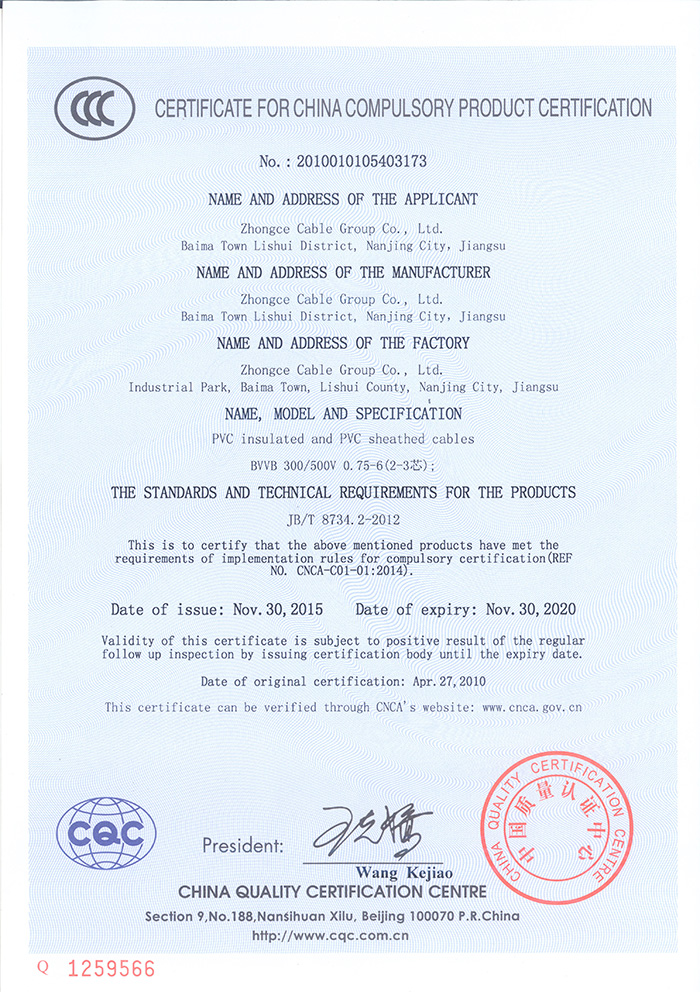 CCC
CERTIFICATE FOR CHINA COMPULSORY PRODUCT CERTIFICATION
No.: 2010010105403173
NAME AND ADDRESS OF THE APPLICANT
Zhongce Cable Group Co., Ltd.
Baima Town Lishui District, Nanjing City, Jiangsu
NAME AND ADDRESS OF THE MANUFACTURER
Zhongce Cable Group Co., Ltd.
Baima Town Lishui District, Nanjing City, Jiangsu
NAME AND ADDRESS OF THE FACTORY
Zhongce Cable Group Co., Ltd.
Industrial Park, Baima Town, Lishui County, Nanjing City, Jiangsu
NAME, MODEL AND SPECIFICATION
PVC insulated and PVC sheathed cables
BVVB 300/500V 0.75-6(2-3芯);
THE STANDARDS AND TECHNICAL REQUIREMENTS FOR THE PRODUCTS
JB/T 8734.2-2012
This is to certify that the above mentioned products have met the
requirements of implementation rules for compulsory certification(REF
NO. CNCA-C01-01:2014).
Date of issue: Nov.30,2015 Date of expiry: Nov.30,2020
Validity of this certificate is subject to positive result of the regular
follow up inspection by issuing certification body until the expiry date.
Date of original certification: Apr.27,2010
This certificate can be verified through CNCA's website: www.cnca.gov.cn
CHINA QUALITY CERTIFICATION CENTRE
中国质量认证中心
CQC
President:
Wang Kejiao
CHINA QUALITY CERTIFICATION CENTRE
Section 9,No.188,Nansihuan Xilu, Beijing 100070 P.R.China
http://www.cqc.com.cn
Q 1259566